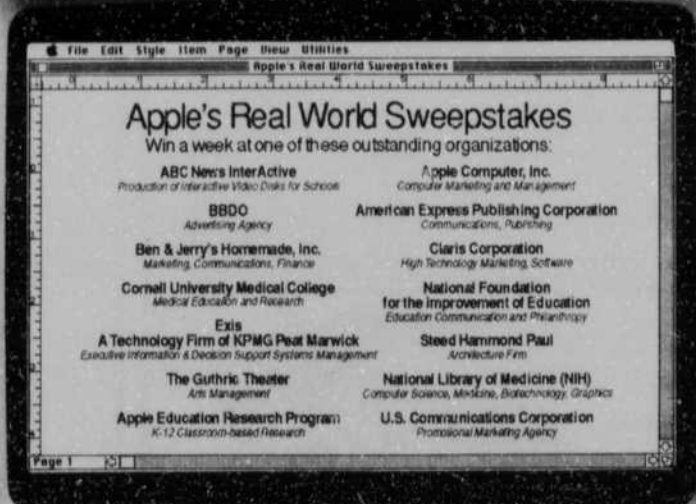 File Edit Style Item Page View Utilities
Apple's Real World Sweepstakes
Apple's Real World Sweepstakes
Win a week at one of these outstanding organizations:
ABC News InterActive
Production of Interactive Video Disks for Schools
BBDO
Advertising Agency
Ben & Jerry's Homemade, Inc.
Marketing, Communications, Finance
Cornell University Medical College
Medical Education and Research
Exis
A Technology Firm of KPMG Peat Marwick
Executive Information & Decision Support Systems Management
The Guthrie Theater
Arts Management
Apple Education Research Program
K-12 Classroom-based Research
Apple Computer, Inc.
Computer Marketing and Management
American Express Publishing Corporation
Communications, Publishing
Claris Corporation
High Technology Marketing, Software
National Foundation
for the Improvement of Education
Education Communication and Philanthropy
Steed Hammond Paul
Architecture Firm
National Library of Medicine (NIH)
Computer Science, Medicine, Biotechnology, Graphics
U.S. Communications Corporation
Promotional Marketing Agency
Page 1